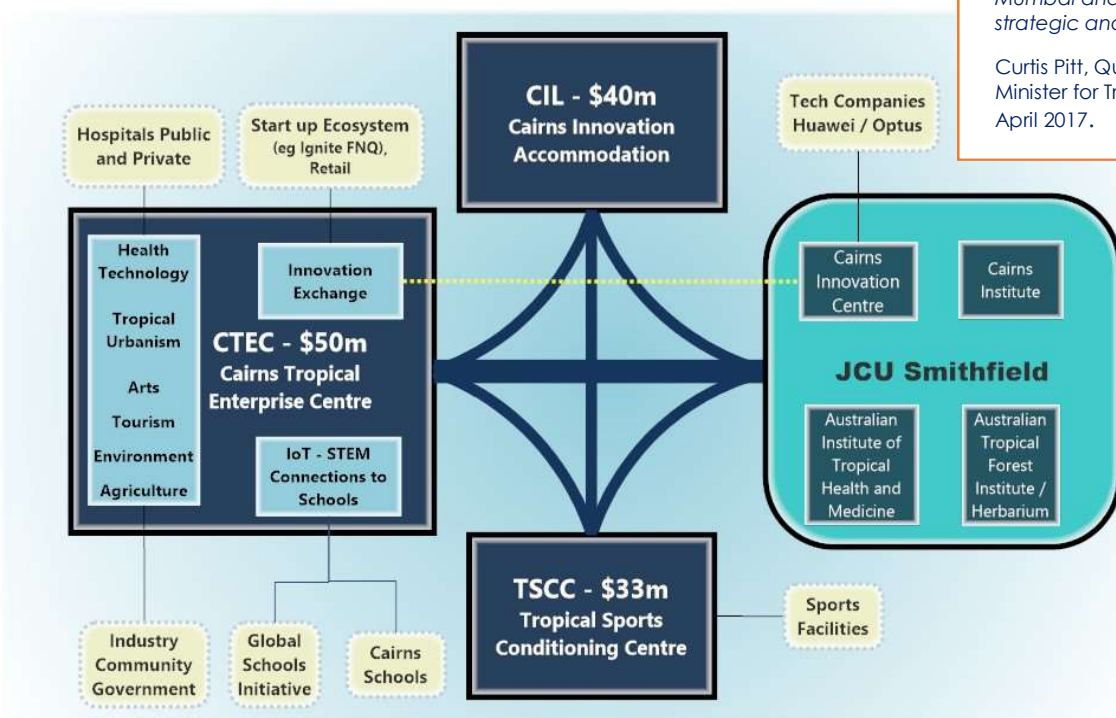 Mumbai and
strategic and
Curtis Pitt, Qu
Minister for Tr
April 2017.
CIL - $40m
Cairns Innovation
Accommodation
Tech Companies
Huawei / Optus
Hospitals Public
and Private
Start up Ecosystem
(eg Ignite FNQ),
Retail
Health
Technology
Tropical
Urbanism
Arts
Tourism
Environment
Agriculture
Innovation
Exchange
CTEC - $50m
Cairns Tropical
Enterprise Centre
IoT - STEM
Connections to
Schools
Cairns
Innovation
Centre
Cairns
Institute
JCU Smithfield
Australian
Institute of
Tropical
Health and
Medicine
Australian
Tropical
Forest
Institute /
Herbarium
TSCC - $33m
Tropical Sports
Conditioning Centre
Sports
Facilities
Industry
Community
Government
Global
Schools
Initiative
Cairns
Schools